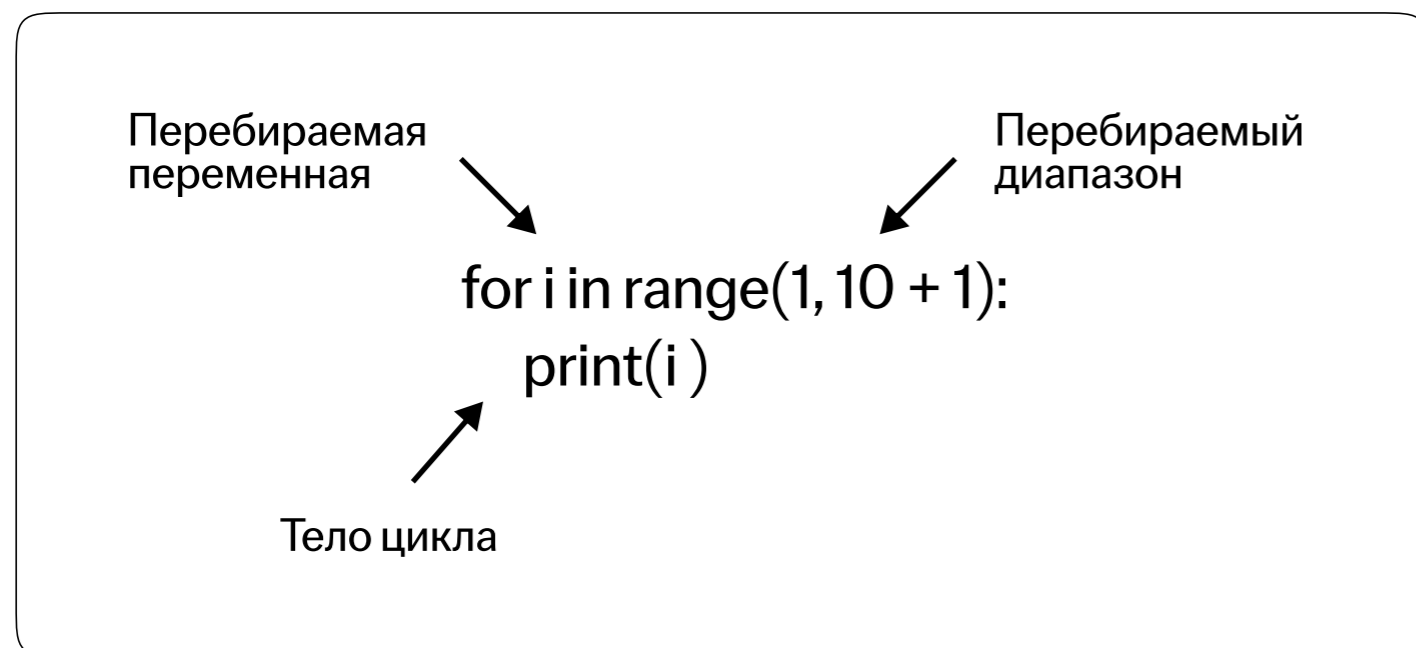 Перебираемая
переменная
Перебираемый
диапазон
for i in range(1, 10 + 1):
print(i )
Тело цикла